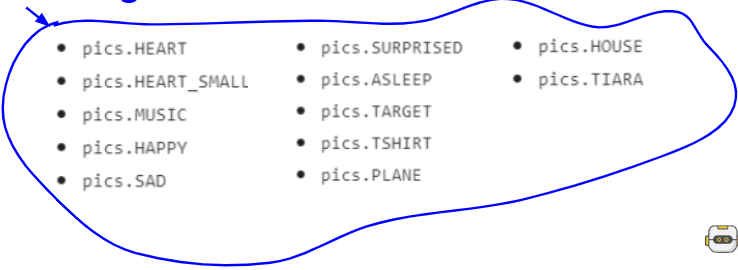 pics.HEART
pics.HEART_SMALL
pics.MUSIC
pics.HAPPY
pics.SAD
pics.SURPRISED
pics.ASLEEP
pics.TARGET
pics.TSHIRT
pics.PLANE
pics.HOUSE
pics.TIARA